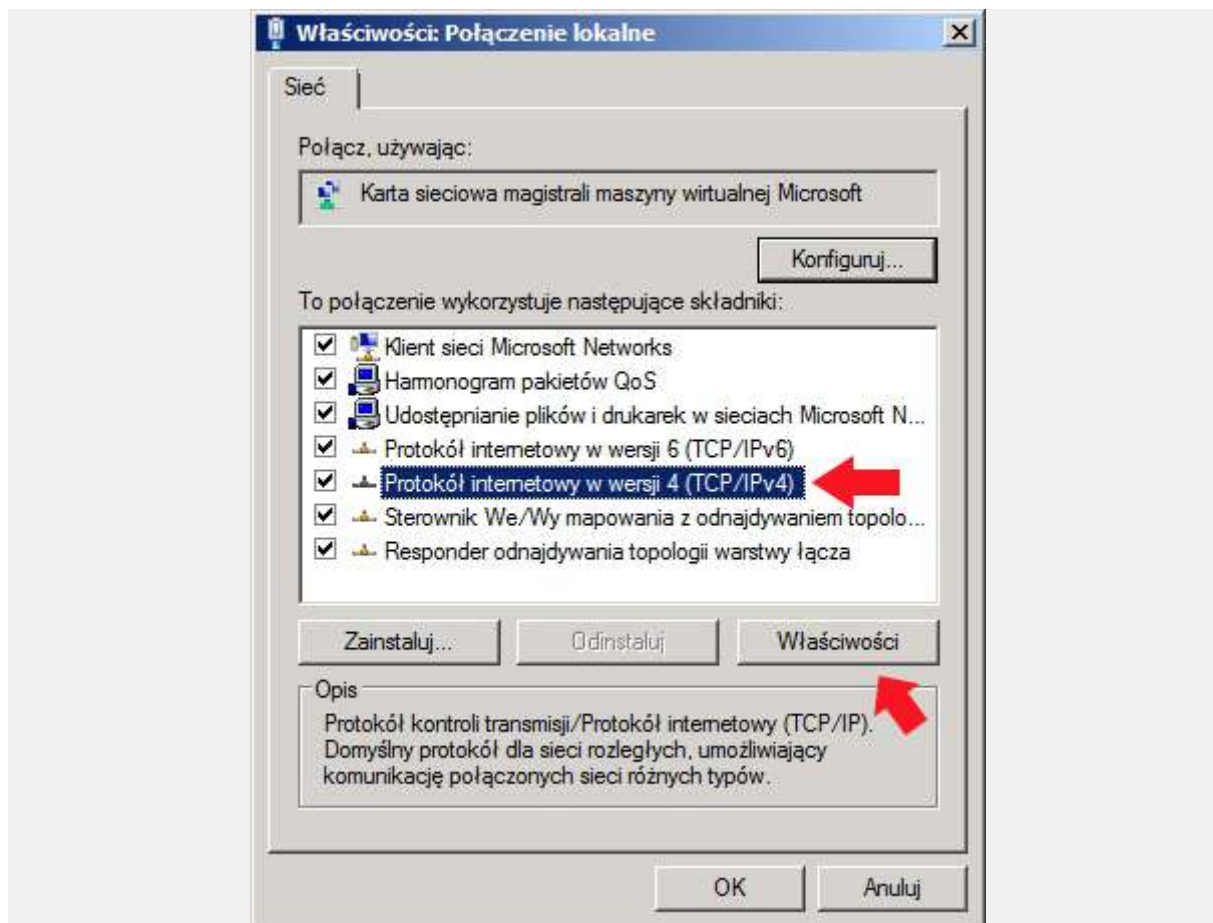 Właściwości: Połączenie lokalne
Sieć
Połącz, używając:
Karta sieciowa magistrali maszyny wirtualnej Microsoft
Konfiguruj...
To połączenie wykorzystuje następujące składniki:
Klient sieci Microsoft Networks
Harmonogram pakietów QoS
Udostępnianie plików i drukarek w sieciach Microsoft N...
Protokół internetowy w wersji 6 (TCP/IPv6)
Protokół internetowy w wersji 4 (TCP/IPv4)
Sterownik We/Wy mapowania z odnajdywaniem topolo...
Responder odnajdywania topologii warstwy łącza
Zainstaluj...
Odinstaluj
Właściwości
Opis
Protokół kontroli transmisji/Protokół internetowy (TCP/IP).
Domyślny protokół dla sieci rozległych, umożliwiający
komunikację połączonych sieci różnych typów.
OK
Anuluj